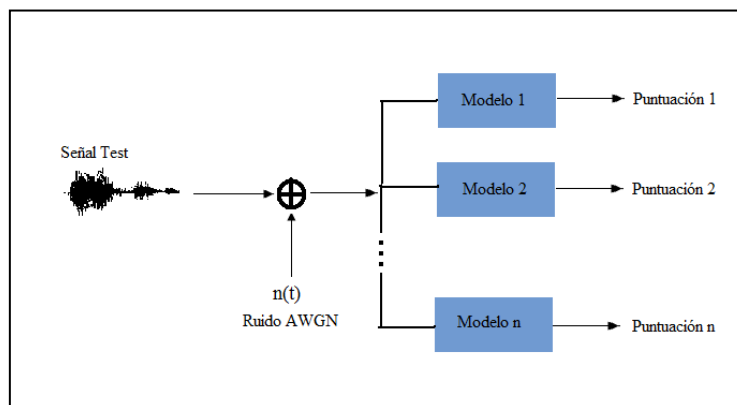 Modelo 1
Puntuación 1
Señal Test
Modelo 2
Puntuación 2
n(t)
Ruido AWGN
Modelo n
Puntuación n